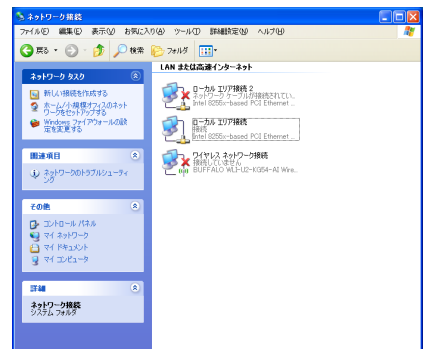 ネットワーク接続
ファイル(F) 編集(E) 表示(V) お気に入り(A) ツール(T) 詳細設定(N) ヘルプ(H)
戻る 検索 フォルダ
ネットワーク タスク
新しい接続を作成する
ホーム/小規模オフィスのネット
ワークをセットアップする
Windows ファイアウォールの設
定を変更する
関連項目
ネットワークのトラブルシューティ
ング
その他
コントロール パネル
マイ ネットワーク
マイ ドキュメント
マイ コンピュータ
詳細
ネットワーク接続
システム フォルダ
LAN または高速インターネット
ローカル エリア接続 2
ネットワーク ケーブルが接続されてい...
Intel 8255x-based PCI Ethernet ...
ローカル エリア接続
接続
Intel 8255x-based PCI Ethernet ...
ワイヤレス ネットワーク接続
接続していません
BUFFALO WLI-U2-KG54-AI Wire...